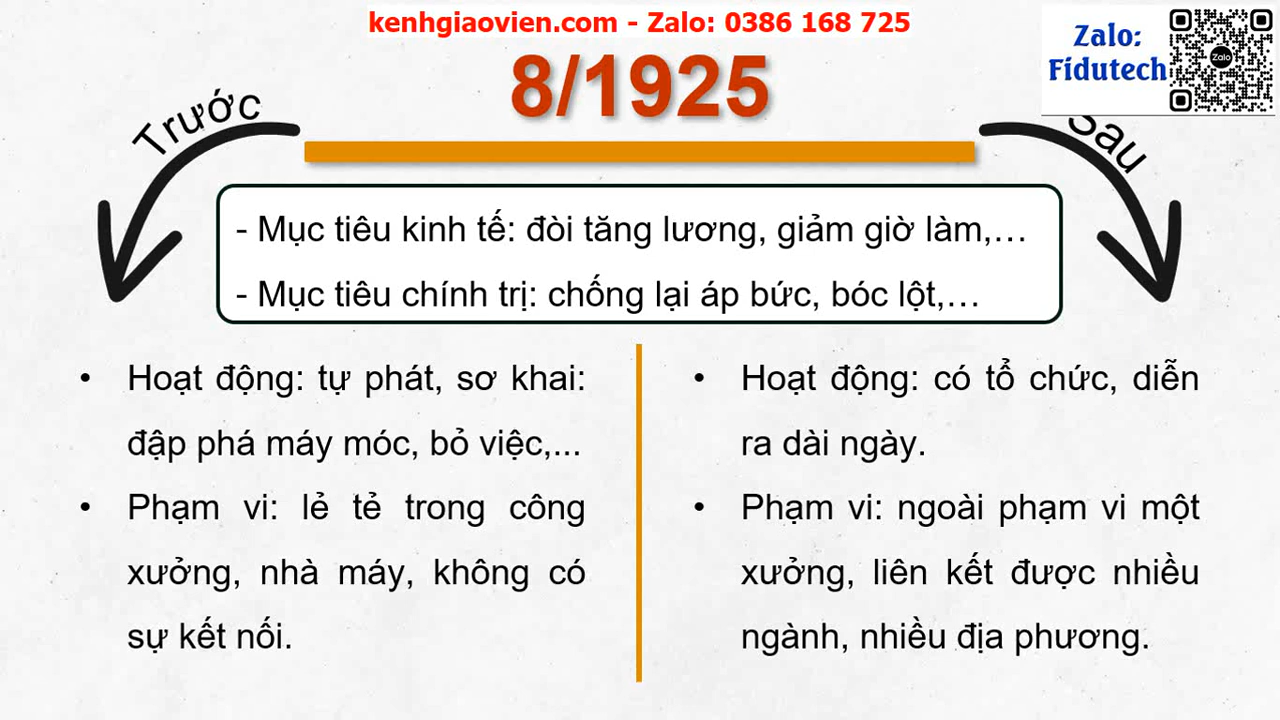 kenhgiaovien.com - Zalo: 0386 168 725
Zalo:
Fidutech
Zalo
8/1925
Trước
Sau
- Mục tiêu kinh tế: đòi tăng lương, giảm giờ làm,…
- Mục tiêu chính trị: chống lại áp bức, bóc lột,…
• Hoạt động: tự phát, sơ khai:
đập phá máy móc, bỏ việc,...
• Phạm vi: lẻ tẻ trong công
xưởng, nhà máy, không có
sự kết nối.
• Hoạt động: có tổ chức, diễn
ra dài ngày.
• Phạm vi: ngoài phạm vi một
xưởng, liên kết được nhiều
ngành, nhiều địa phương.